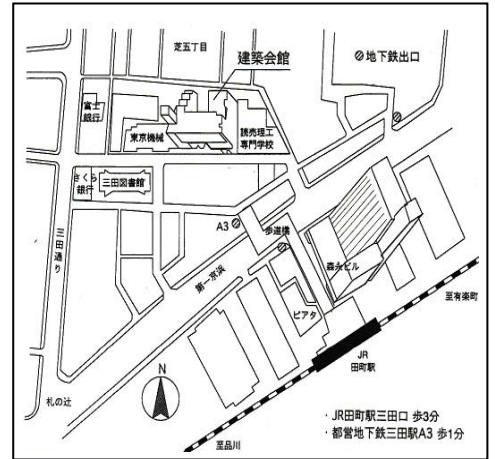 芝五丁目
建築会館
地下鉄出口
富士
銀行
東京機械
読売理工
専門学校
さくら
銀行
三田図書館
三田通り
A3
歩道橋
第一京浜
森永ビル
ピアタ
至有楽町
JR
田町駅
札の辻
N
至品川
・JR田町駅三田口 歩3分
・都営地下鉄三田駅A3 歩1分